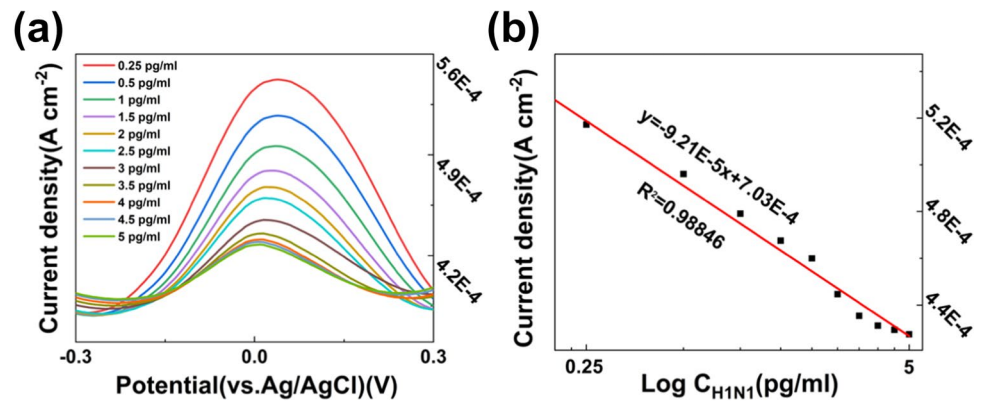 (a)
Current density(A cm⁻²)
0.25 pg/ml
0.5 pg/ml
1 pg/ml
1.5 pg/ml
2 pg/ml
2.5 pg/ml
3 pg/ml
3.5 pg/ml
4 pg/ml
4.5 pg/ml
5 pg/ml
5.6E-4
4.9E-4
4.2E-4
-0.3
0.0
0.3
Potential(vs.Ag/AgCl)(V)
(b)
Current density(A cm⁻²)
y=-9.21E-5x+7.03E-4
R²=0.98846
5.2E-4
4.8E-4
4.4E-4
0.25
5
Log C_H1N1(pg/ml)